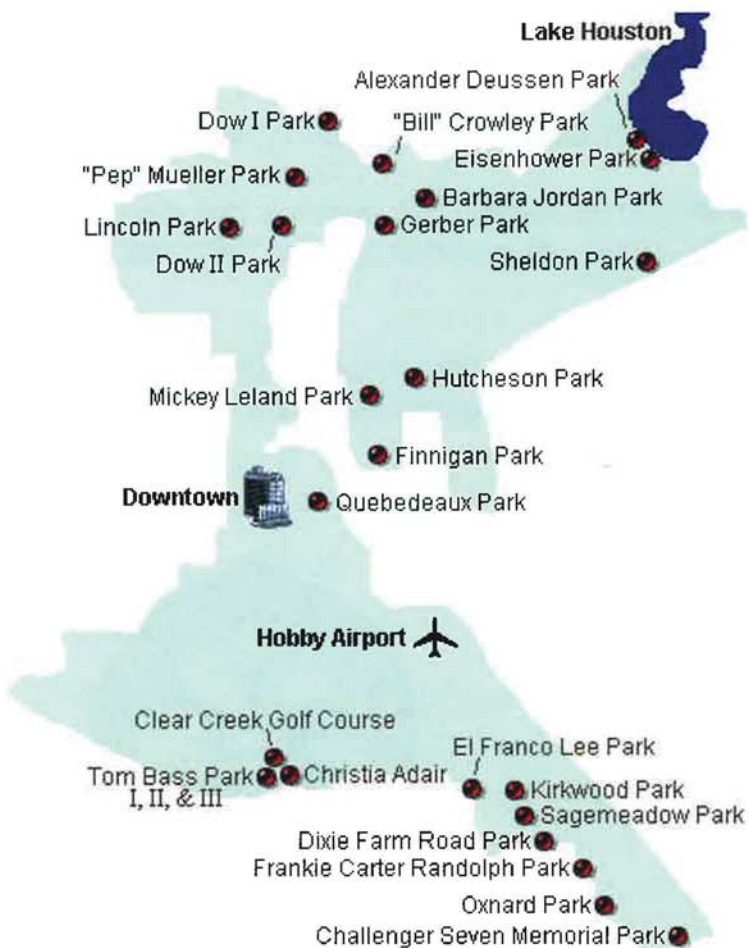 Lake Houston
Alexander Deussen Park
Dow I Park
"Bill" Crowley Park
Eisenhower Park
"Pep" Mueller Park
Barbara Jordan Park
Lincoln Park
Gerber Park
Dow II Park
Sheldon Park
Hutcheson Park
Mickey Leland Park
Finnigan Park
Downtown
Quebedeaux Park
Hobby Airport
Clear Creek Golf Course
El Franco Lee Park
Tom Bass Park
I, II, & III
Christia Adair
Kirkwood Park
Sagemeadow Park
Dixie Farm Road Park
Frankie Carter Randolph Park
Oxnard Park
Challenger Seven Memorial Park